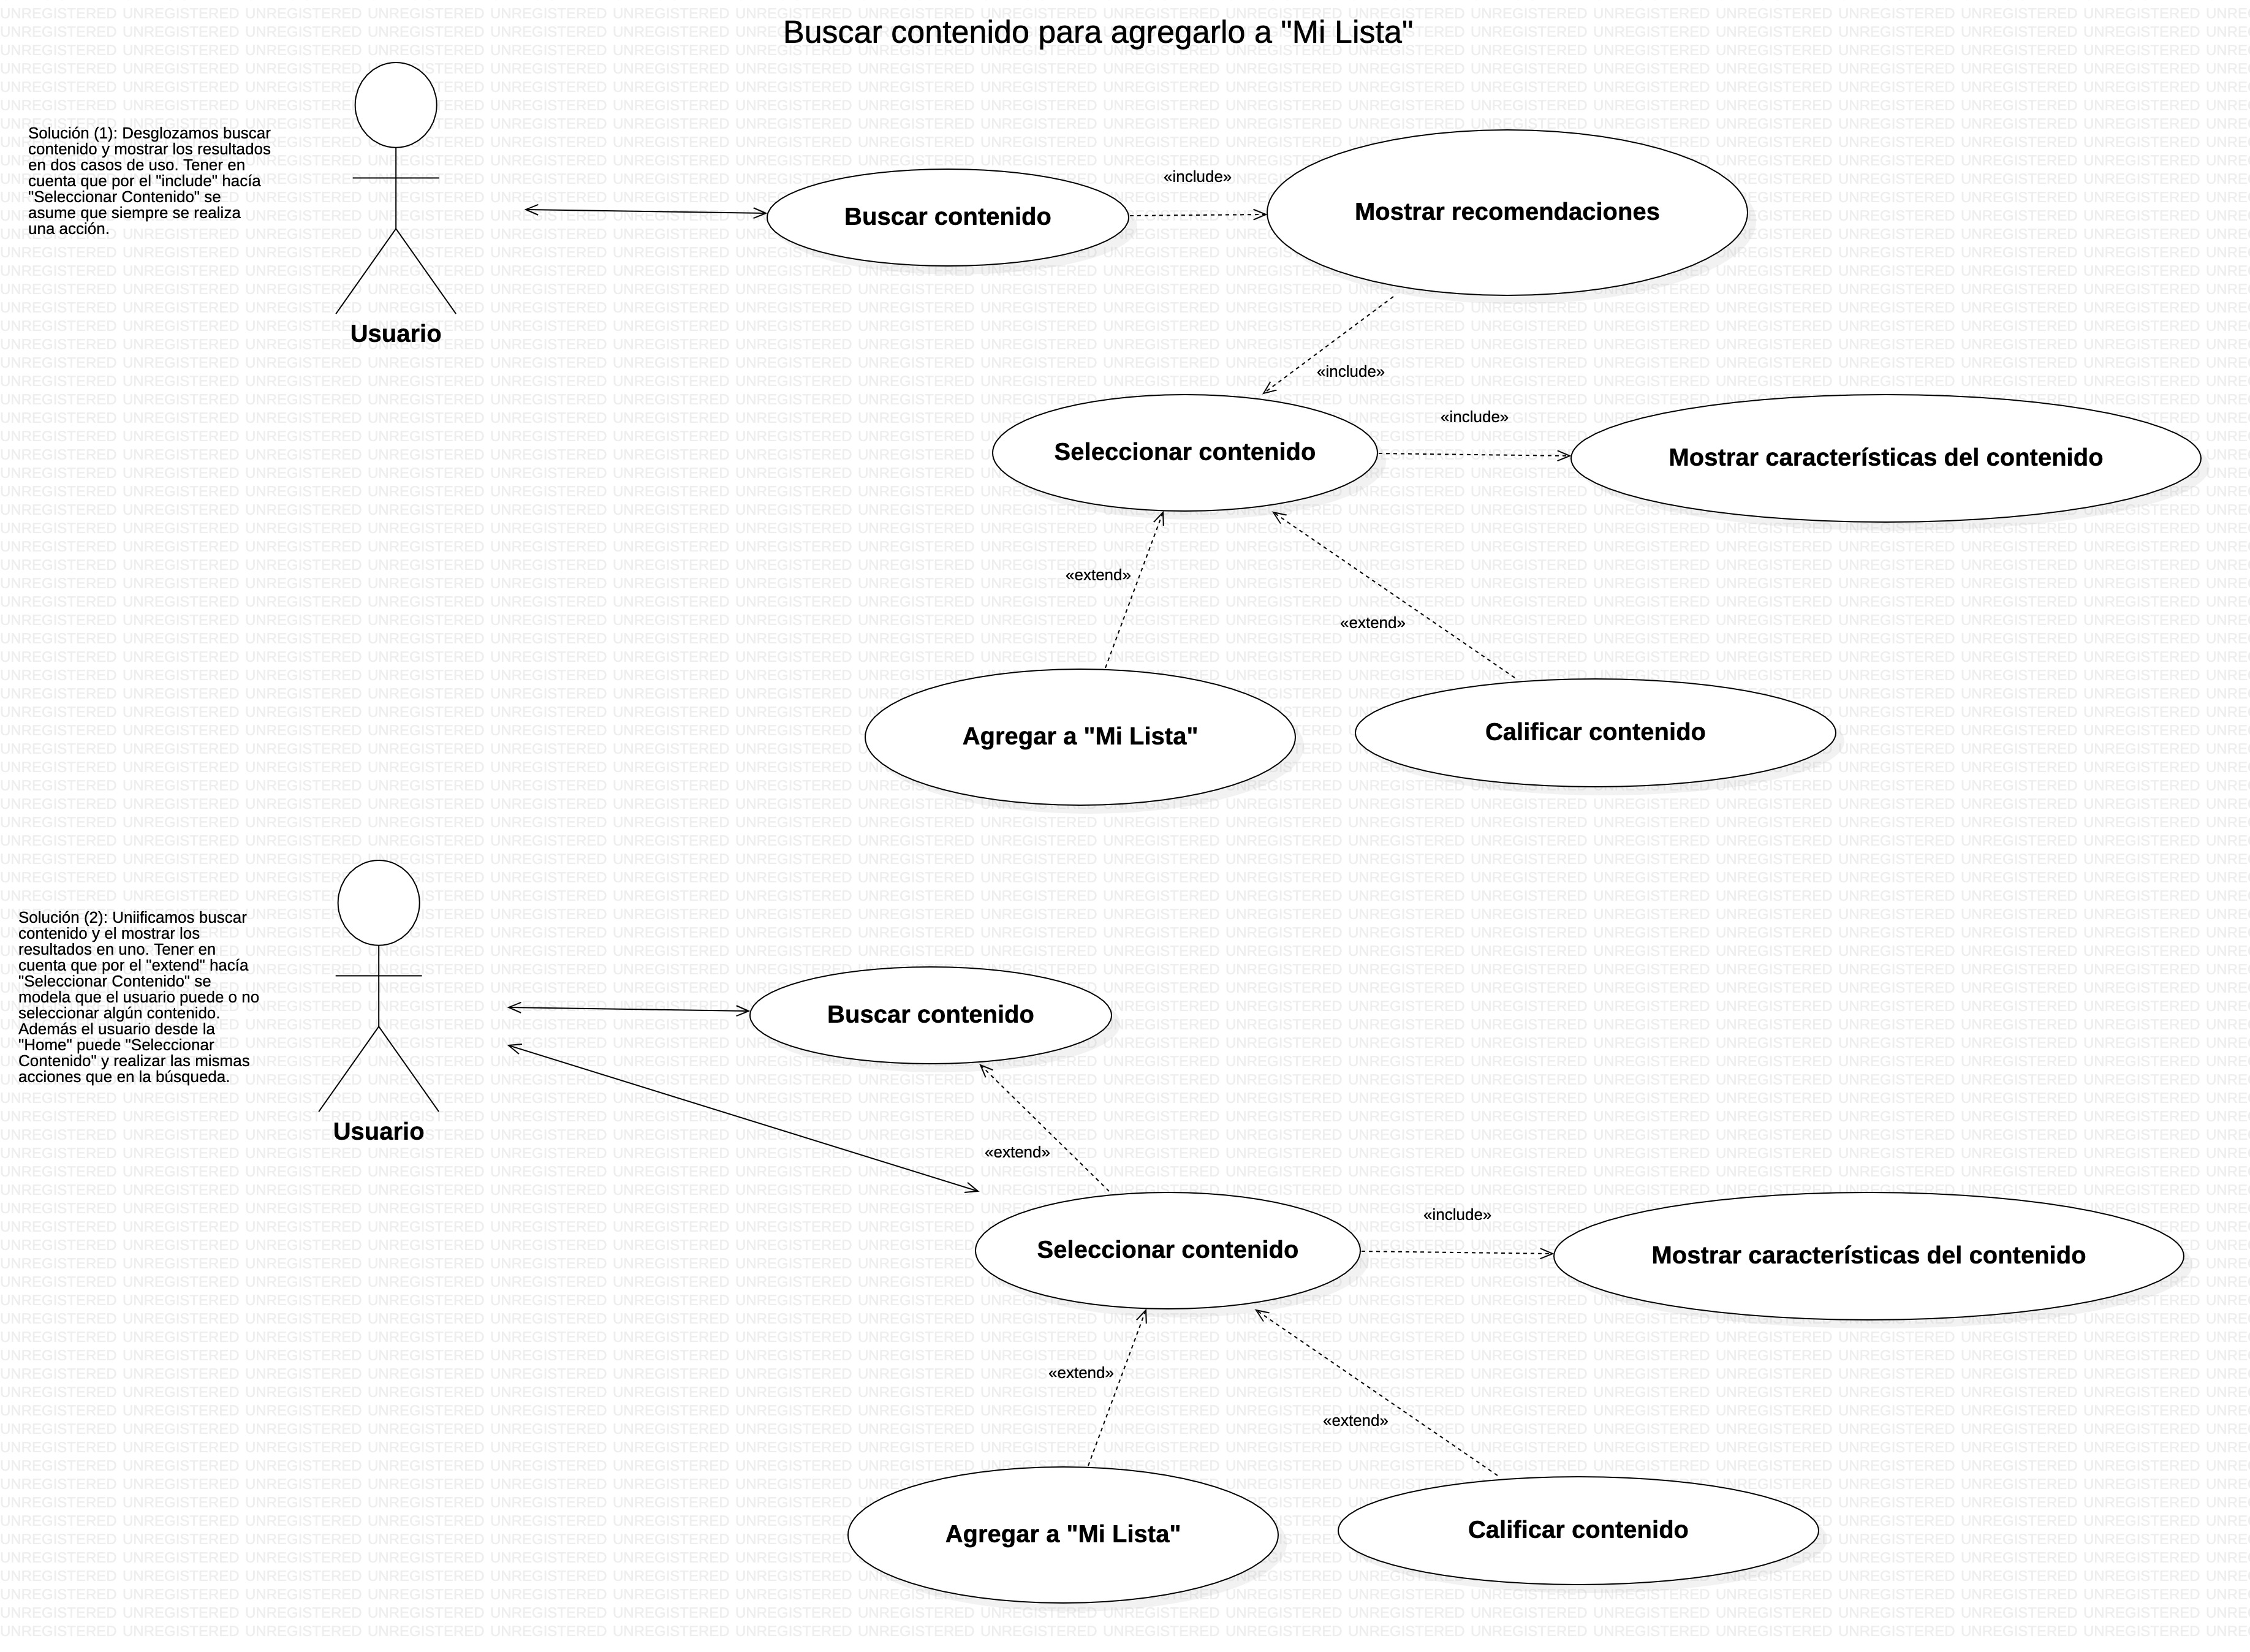 Buscar contenido para agregarlo a "Mi Lista"
Solución (1): Desglozamos buscar
contenido y mostrar los resultados
en dos casos de uso. Tener en
cuenta que por el "include" hacía
"Seleccionar Contenido" se
asume que siempre se realiza
una acción.
Usuario
Buscar contenido
«include»
Mostrar recomendaciones
«include»
Seleccionar contenido
«include»
Mostrar características del contenido
«extend»
«extend»
Agregar a "Mi Lista"
Calificar contenido
Solución (2): Uniificamos buscar
contenido y el mostrar los
resultados en uno. Tener en
cuenta que por el "extend" hacía
"Seleccionar Contenido" se
modela que el usuario puede o no
seleccionar algún contenido.
Además el usuario desde la
"Home" puede "Seleccionar
Contenido" y realizar las mismas
acciones que en la búsqueda.
Usuario
Buscar contenido
«extend»
Seleccionar contenido
«include»
Mostrar características del contenido
«extend»
«extend»
Agregar a "Mi Lista"
Calificar contenido
UNREGISTERED